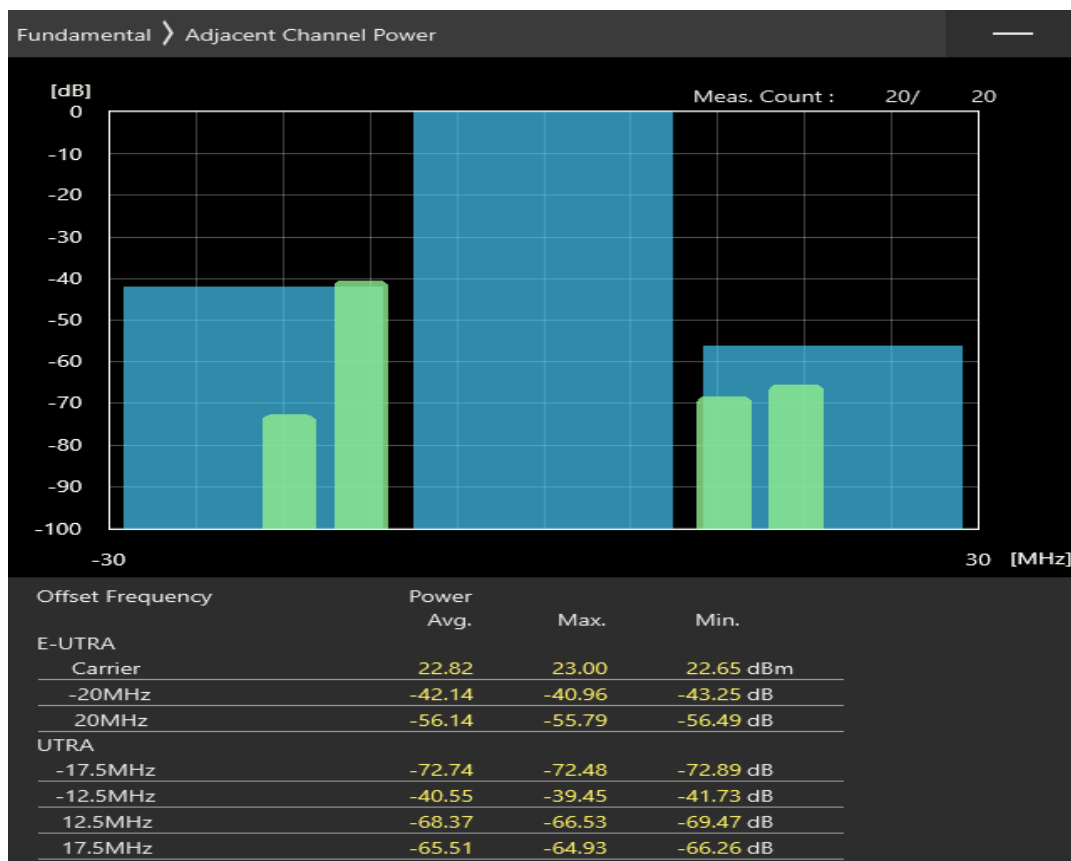 Fundamental ❯ Adjacent Channel Power
[dB]
Meas. Count : 20/ 20
0
-10
-20
-30
-40
-50
-60
-70
-80
-90
-100
-30 30 [MHz]
Offset Frequency Power
Avg. Max. Min.
E-UTRA
Carrier 22.82 23.00 22.65 dBm
-20MHz -42.14 -40.96 -43.25 dB
20MHz -56.14 -55.79 -56.49 dB
UTRA
-17.5MHz -72.74 -72.48 -72.89 dB
-12.5MHz -40.55 -39.45 -41.73 dB
12.5MHz -68.37 -66.53 -69.47 dB
17.5MHz -65.51 -64.93 -66.26 dB